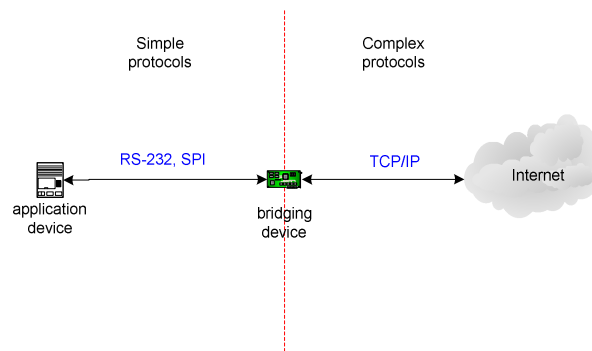 Simple
protocols
Complex
protocols
RS-232, SPI
TCP/IP
Internet
application
device
bridging
device